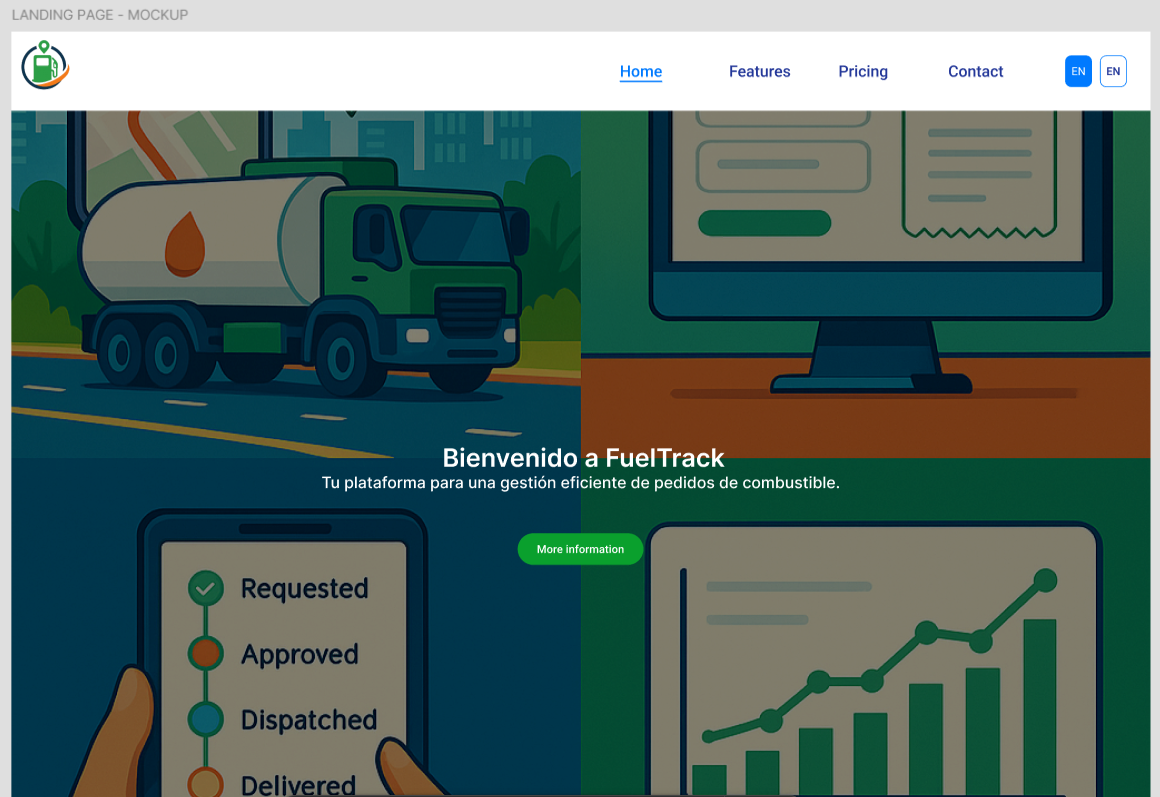 LANDING PAGE - MOCKUP
Home Features Pricing Contact EN EN
Bienvenido a FuelTrack
Tu plataforma para una gestión eficiente de pedidos de combustible.
More information
Requested
Approved
Dispatched
Delivered